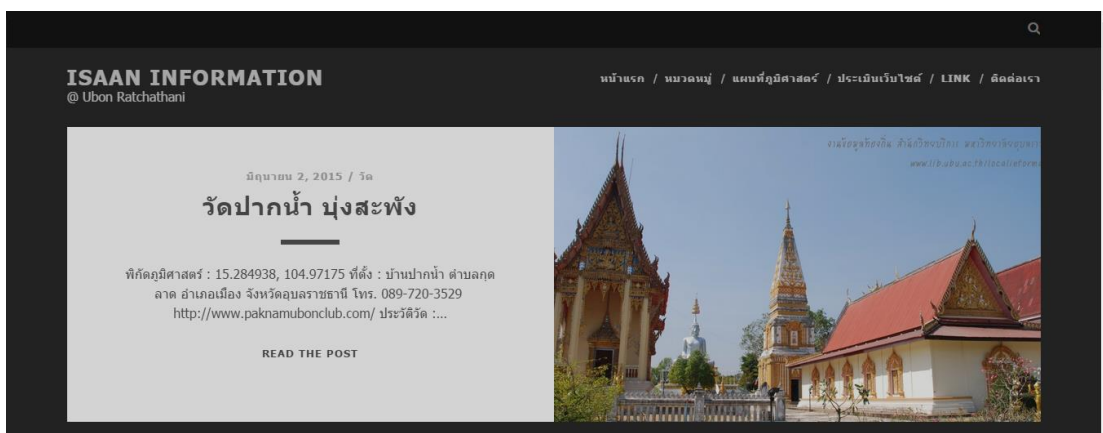 ISAAN INFORMATION
@ Ubon Ratchathani
หน้าแรก / หมวดหมู่ / แผนที่ภูมิศาสตร์ / ประเมินเว็บไซต์ / LINK / ติดต่อเรา
มิถุนายน 2, 2015 / วัด
วัดปากน้ำ บุ่งสะพัง
พิกัดภูมิศาสตร์ : 15.284938, 104.97175 ที่ตั้ง : บ้านปากน้ำ ตำบลกุด
ลาด อำเภอเมือง จังหวัดอุบลราชธานี โทร. 089-720-3529
http://www.paknamubonclub.com/ ประวัติวัด :...
READ THE POST